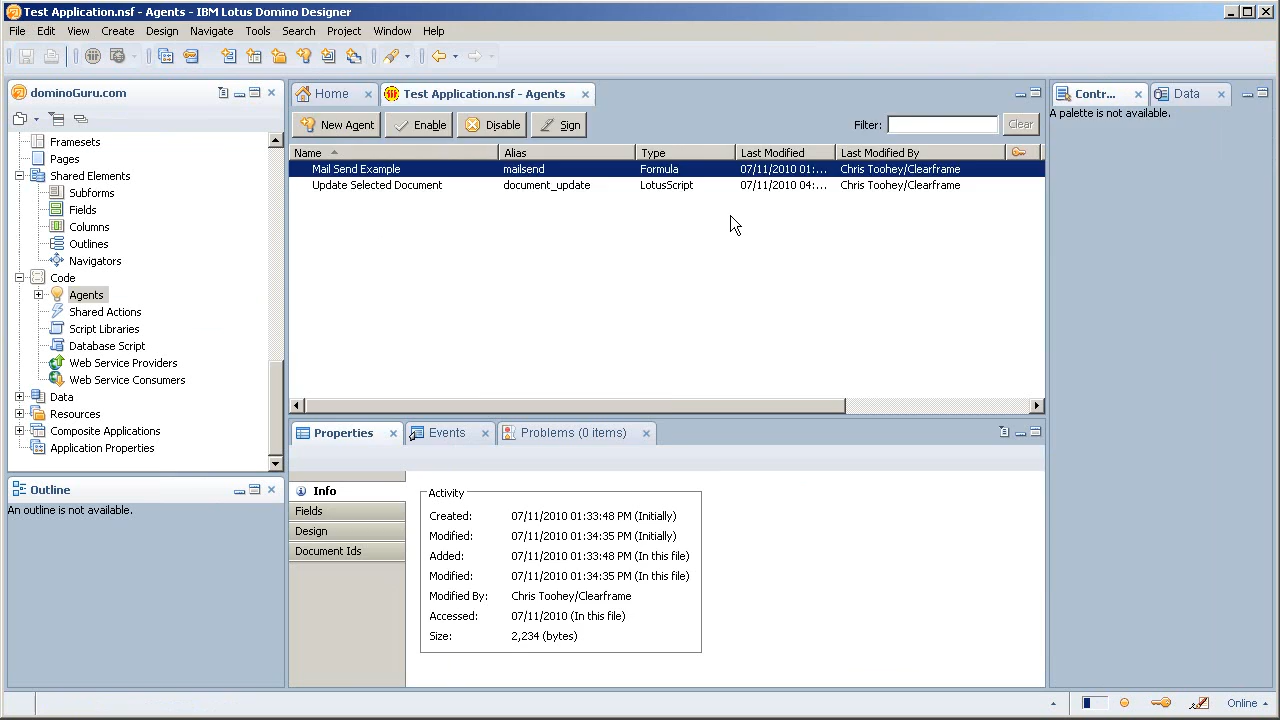 Test Application.nsf - Agents - IBM Lotus Domino Designer
File Edit View Create Design Navigate Tools Search Project Window Help
dominoGuru.com
Framesets
Pages
Shared Elements
Subforms
Fields
Columns
Outlines
Navigators
Code
Agents
Shared Actions
Script Libraries
Database Script
Web Service Providers
Web Service Consumers
Data
Resources
Composite Applications
Application Properties
Outline
An outline is not available.
Home Test Application.nsf - Agents
New Agent Enable Disable Sign Filter: Clear
Name Alias Type Last Modified Last Modified By
Mail Send Example mailsend Formula 07/11/2010 01:... Chris Toohey/Clearframe
Update Selected Document document_update LotusScript 07/11/2010 04:... Chris Toohey/Clearframe
Properties Events Problems (0 items)
Info
Fields
Design
Document Ids
Activity
Created: 07/11/2010 01:33:48 PM (Initially)
Modified: 07/11/2010 01:34:35 PM (Initially)
Added: 07/11/2010 01:33:48 PM (In this file)
Modified: 07/11/2010 01:34:35 PM (In this file)
Modified By: Chris Toohey/Clearframe
Accessed: 07/11/2010 (In this file)
Size: 2,234 (bytes)
Contr... Data
A palette is not available.
Online